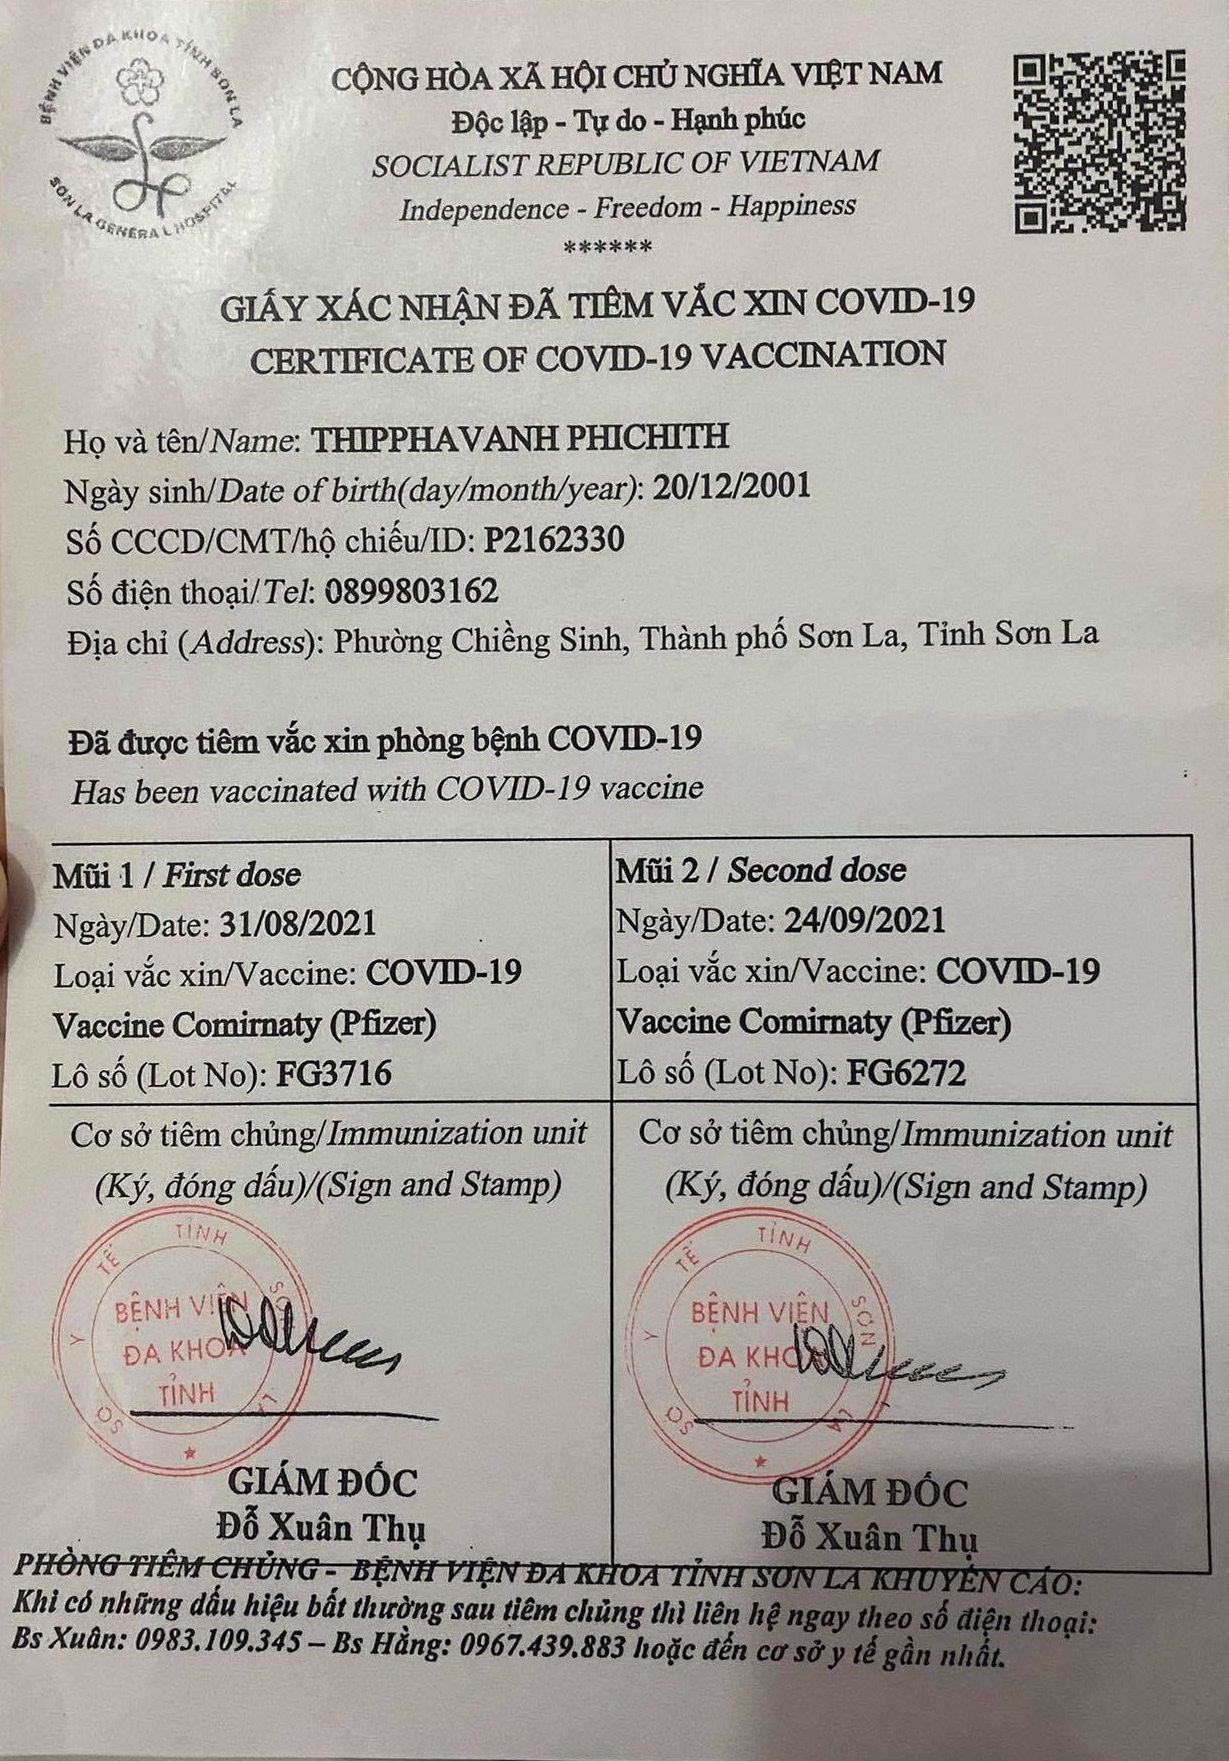 BỆNH VIỆN ĐA KHOA TỈNH SƠN LA
SƠN LA GENERAL HOSPITAL
CỘNG HÒA XÃ HỘI CHỦ NGHĨA VIỆT NAM
Độc lập - Tự do - Hạnh phúc
SOCIALIST REPUBLIC OF VIETNAM
Independence - Freedom - Happiness
******
GIẤY XÁC NHẬN ĐÃ TIÊM VẮC XIN COVID-19
CERTIFICATE OF COVID-19 VACCINATION
Họ và tên/Name: THIPPHAVANH PHICHITH
Ngày sinh/Date of birth(day/month/year): 20/12/2001
Số CCCD/CMT/hộ chiếu/ID: P2162330
Số điện thoại/Tel: 0899803162
Địa chỉ (Address): Phường Chiềng Sinh, Thành phố Sơn La, Tỉnh Sơn La
Đã được tiêm vắc xin phòng bệnh COVID-19
Has been vaccinated with COVID-19 vaccine
Mũi 1 / First dose
Ngày/Date: 31/08/2021
Loại vắc xin/Vaccine: COVID-19
Vaccine Comirnaty (Pfizer)
Lô số (Lot No): FG3716
Cơ sở tiêm chủng/Immunization unit
(Ký, đóng dấu)/(Sign and Stamp)
SỞ Y TẾ TỈNH SƠN LA
BỆNH VIỆN
ĐA KHOA
TỈNH
GIÁM ĐỐC
Đỗ Xuân Thụ
Mũi 2 / Second dose
Ngày/Date: 24/09/2021
Loại vắc xin/Vaccine: COVID-19
Vaccine Comirnaty (Pfizer)
Lô số (Lot No): FG6272
Cơ sở tiêm chủng/Immunization unit
(Ký, đóng dấu)/(Sign and Stamp)
SỞ Y TẾ TỈNH SƠN LA
BỆNH VIỆN
ĐA KHOA
TỈNH
GIÁM ĐỐC
Đỗ Xuân Thụ
PHÒNG TIÊM CHỦNG - BỆNH VIỆN ĐA KHOA TỈNH SƠN LA KHUYẾN CÁO:
Khi có những dấu hiệu bất thường sau tiêm chủng thì liên hệ ngay theo số điện thoại:
Bs Xuân: 0983.109.345 – Bs Hằng: 0967.439.883 hoặc đến cơ sở y tế gần nhất.